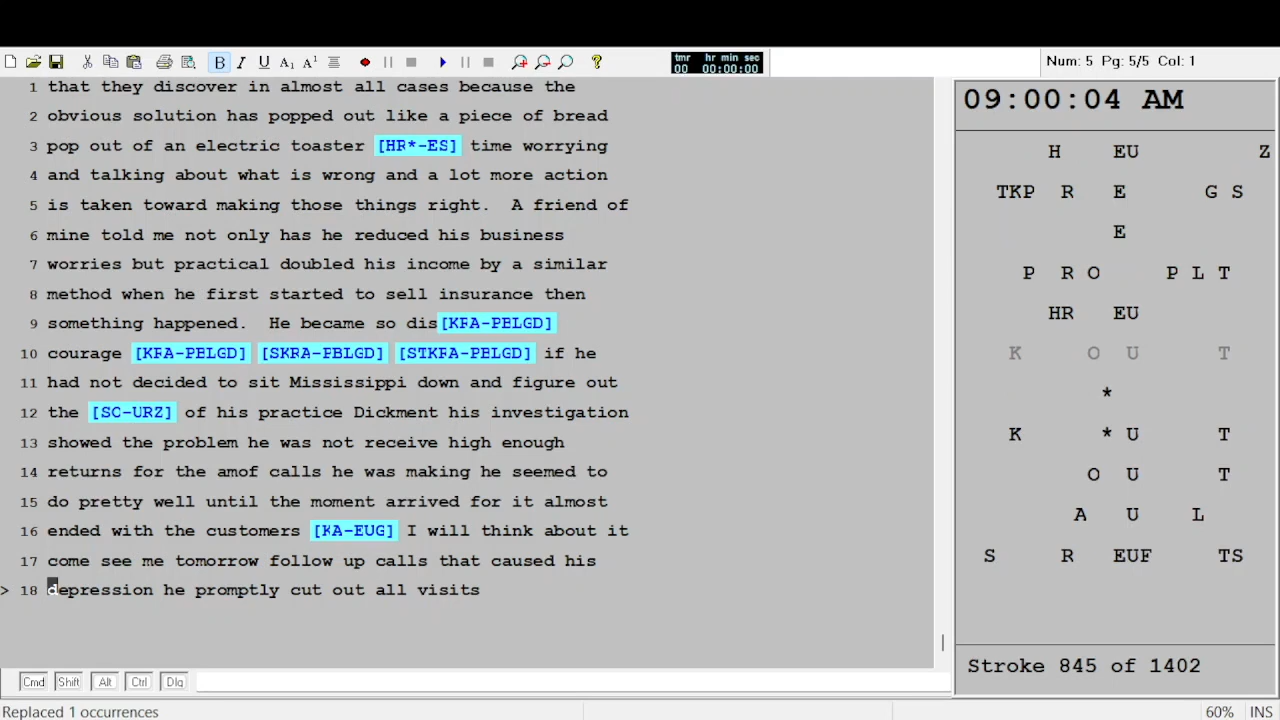 B I U A₁ A¹ ?
tmr hr min sec
00 00:00:00
Num: 5 Pg: 5/5 Col: 1
1 that they discover in almost all cases because the
2 obvious solution has popped out like a piece of bread
3 pop out of an electric toaster [HR*-ES] time worrying
4 and talking about what is wrong and a lot more action
5 is taken toward making those things right.  A friend of
6 mine told me not only has he reduced his business
7 worries but practical doubled his income by a similar
8 method when he first started to sell insurance then
9 something happened.  He became so dis[KFA-PBLGD]
10 courage [KFA-PBLGD] [SKRA-PBLGD] [STKFA-PBLGD] if he
11 had not decided to sit Mississippi down and figure out
12 the [SO-URZ] of his practice Dickment his investigation
13 showed the problem he was not receive high enough
14 returns for the amof calls he was making he seemed to
15 do pretty well until the moment arrived for it almost
16 ended with the customers [KA-EUG] I will think about it
17 come see me tomorrow follow up calls that caused his
> 18 depression he promptly cut out all visits
09:00:04 AM
H EU Z
TKP R E G S
E
P R O P L T
HR EU
K O U T
*
K * U T
O U T
A U L
S R EUF TS
Stroke 845 of 1402
Cmd Shift Alt Ctrl Dlg
Replaced 1 occurrences
60% INS